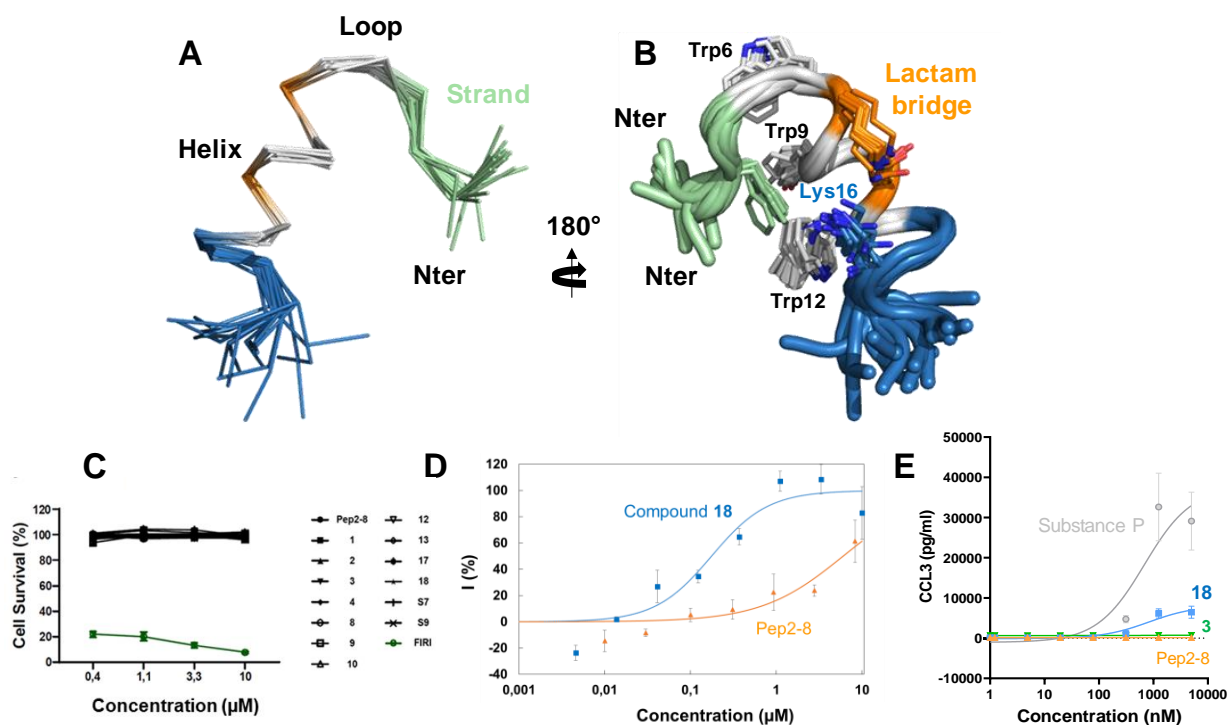 A
Loop
Strand
Helix
Nter
180°
B
Trp6
Lactam
bridge
Nter
Trp9
Lys16
Nter
Trp12
C
Cell Survival (%)
120
100
80
60
40
20
0
0,4
1,1
3,3
10
Concentration (µM)
Pep2-8
1
2
3
4
8
9
10
12
13
17
18
S7
S9
FIRI
D
I (%)
120
100
80
60
40
20
0
-20
-40
0,001
0,01
0,1
1
10
Concentration (µM)
Compound 18
Pep2-8
E
CCL3 (pg/ml)
50000
40000
30000
20000
10000
0
-10000
Substance P
18
3
Pep2-8
1
10
100
1000
10000
Concentration (nM)